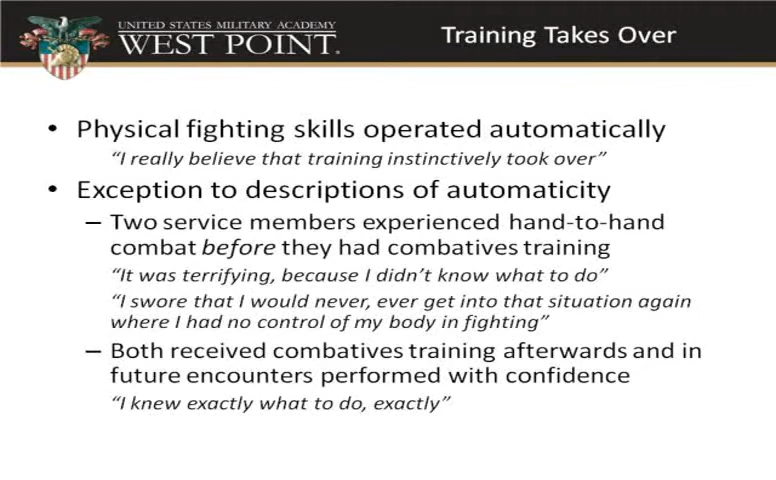 UNITED STATES MILITARY ACADEMY
WEST POINT.
Training Takes Over
• Physical fighting skills operated automatically
“I really believe that training instinctively took over”
• Exception to descriptions of automaticity
– Two service members experienced hand-to-hand
combat before they had combatives training
“It was terrifying, because I didn’t know what to do”
“I swore that I would never, ever get into that situation again
where I had no control of my body in fighting”
– Both received combatives training afterwards and in
future encounters performed with confidence
“I knew exactly what to do, exactly”